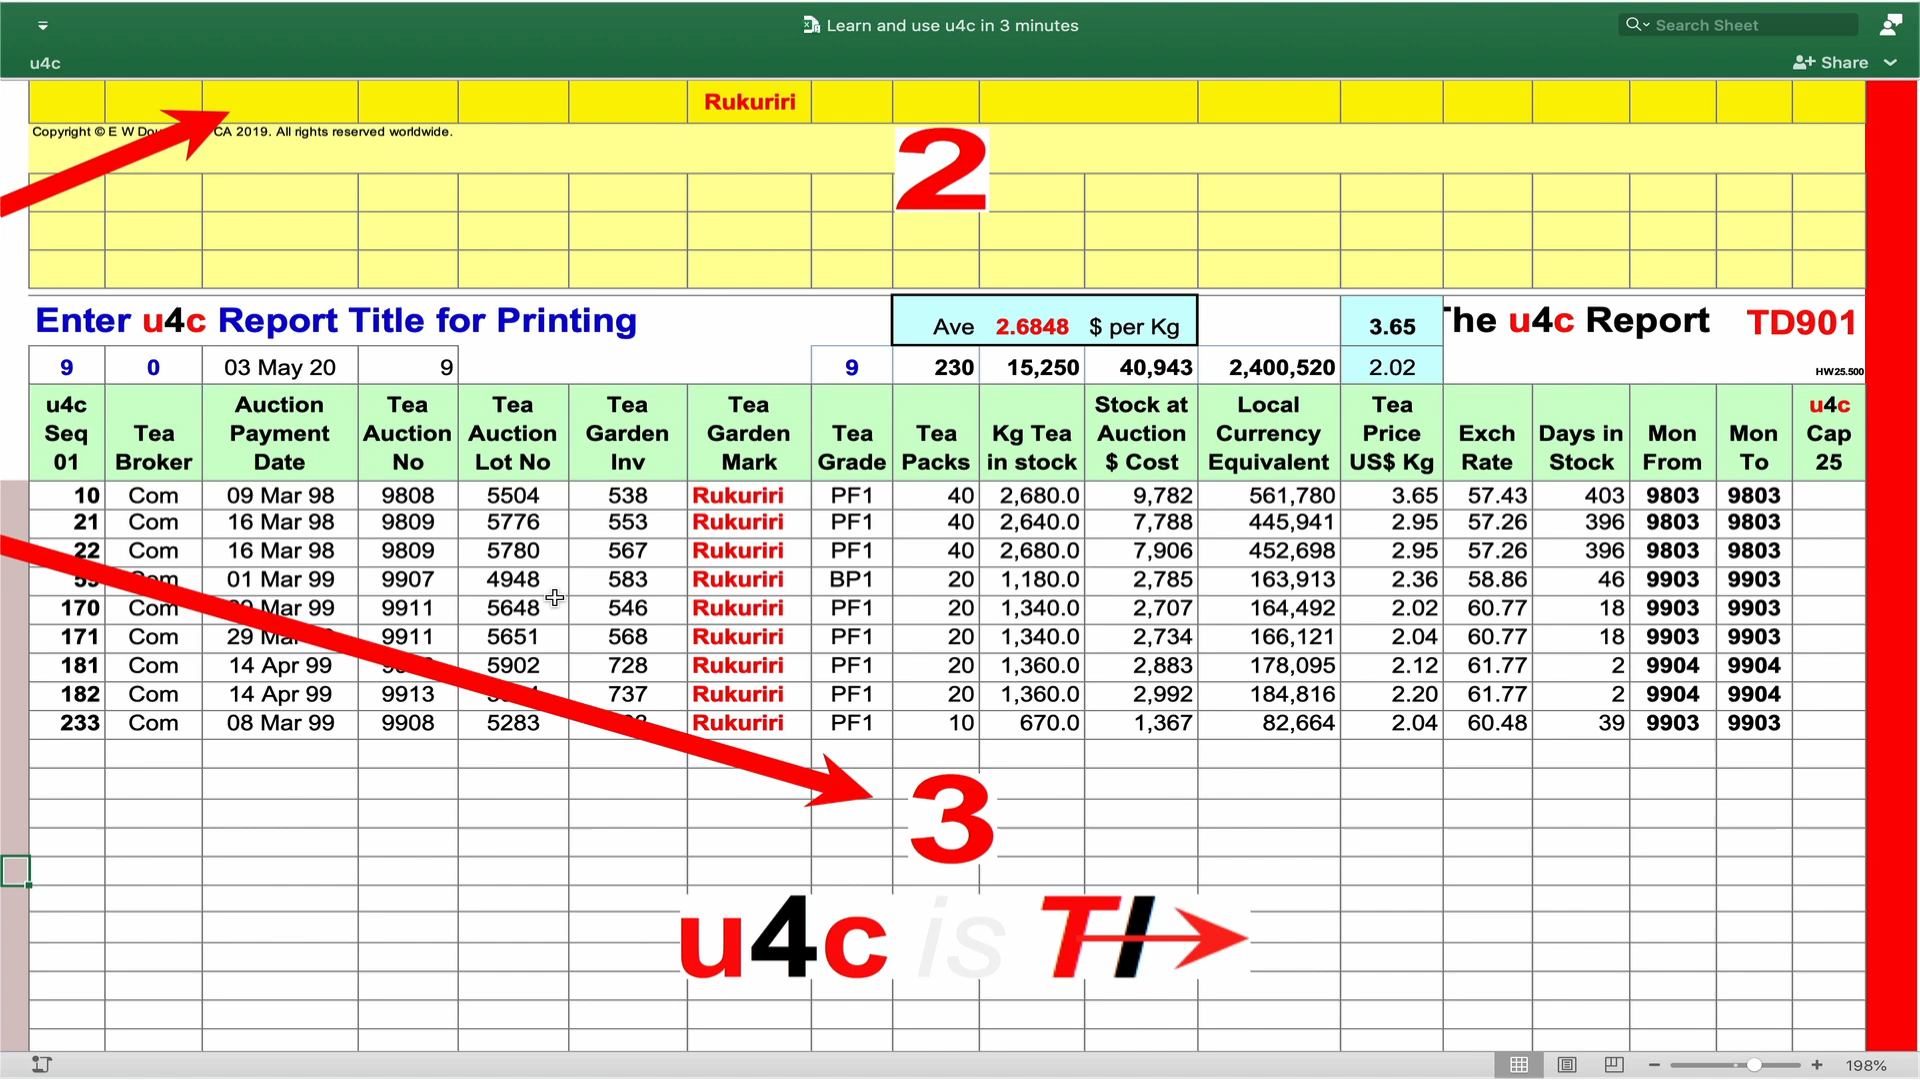 Learn and use u4c in 3 minutes
Search Sheet
u4c
Share
Rukuriri
Copyright © E W CA 2019. All rights reserved worldwide.
2
Enter u4c Report Title for Printing
Ave 2.6848 $ per Kg
3.65
The u4c Report TD901
9 0 03 May 20 9 9 230 15,250 40,943 2,400,520 2.02 HW25.500
u4c Seq 01 Tea Broker Auction Payment Date Tea Auction No Tea Auction Lot No Tea Garden Inv Tea Garden Mark Tea Grade Tea Packs Kg Tea in stock Stock at Auction $ Cost Local Currency Equivalent Tea Price US$ Kg Exch Rate Days in Stock Mon From Mon To u4c Cap 25
10 Com 09 Mar 98 9808 5504 538 Rukuriri PF1 40 2,680.0 9,782 561,780 3.65 57.43 403 9803 9803
21 Com 16 Mar 98 9809 5776 553 Rukuriri PF1 40 2,640.0 7,788 445,941 2.95 57.26 396 9803 9803
22 Com 16 Mar 98 9809 5780 567 Rukuriri PF1 40 2,680.0 7,906 452,698 2.95 57.26 396 9803 9803
Com 01 Mar 99 9907 4948 583 Rukuriri BP1 20 1,180.0 2,785 163,913 2.36 58.86 46 9903 9903
170 Com Mar 99 9911 5648 546 Rukuriri PF1 20 1,340.0 2,707 164,492 2.02 60.77 18 9903 9903
171 Com 29 Mar 9911 5651 568 Rukuriri PF1 20 1,340.0 2,734 166,121 2.04 60.77 18 9903 9903
181 Com 14 Apr 99 5902 728 Rukuriri PF1 20 1,360.0 2,883 178,095 2.12 61.77 2 9904 9904
182 Com 14 Apr 99 9913 737 Rukuriri PF1 20 1,360.0 2,992 184,816 2.20 61.77 2 9904 9904
233 Com 08 Mar 99 9908 5283 Rukuriri PF1 10 670.0 1,367 82,664 2.04 60.48 39 9903 9903
3
u4c is TI
198%